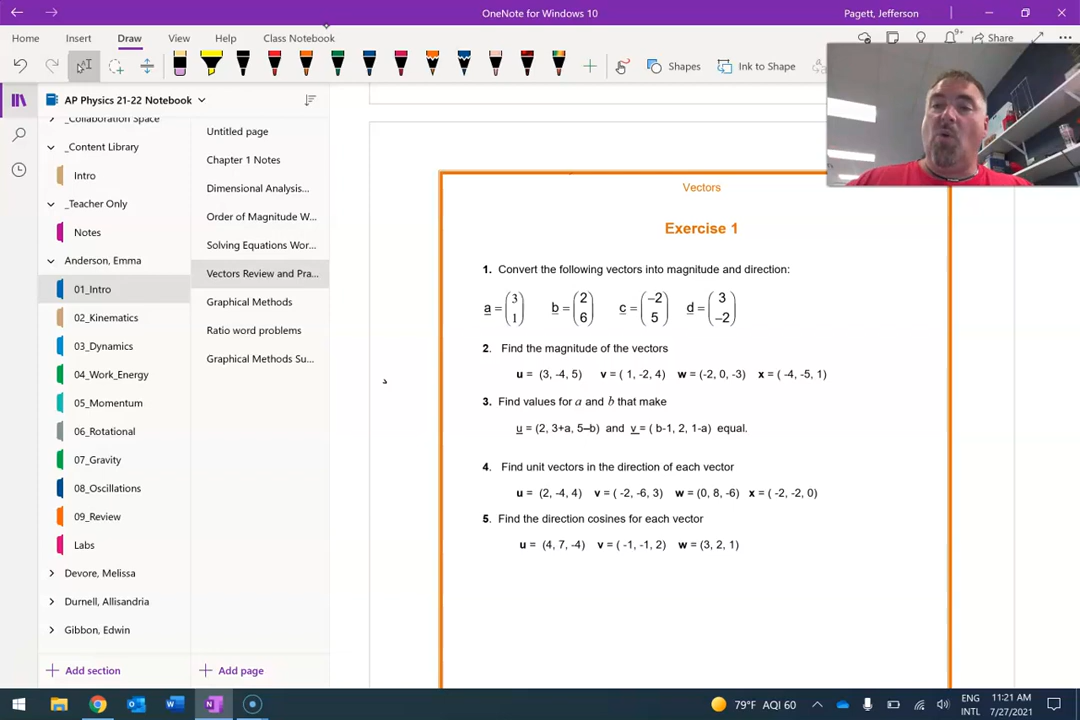 OneNote for Windows 10
Pagett, Jefferson
Home Insert Draw View Help Class Notebook
9+ Share
Shapes Ink to Shape
AP Physics 21-22 Notebook
_Collaboration Space
_Content Library
Intro
_Teacher Only
Notes
Anderson, Emma
01_Intro
02_Kinematics
03_Dynamics
04_Work_Energy
05_Momentum
06_Rotational
07_Gravity
08_Oscillations
09_Review
Labs
Devore, Melissa
Durnell, Allisandria
Gibbon, Edwin
Add section
Untitled page
Chapter 1 Notes
Dimensional Analysis...
Order of Magnitude W...
Solving Equations Wor...
Vectors Review and Pra...
Graphical Methods
Ratio word problems
Graphical Methods Su...
Add page
Vectors
Exercise 1
1. Convert the following vectors into magnitude and direction:
a = (3 1) b = (2 6) c = (−2 5) d = (3 −2)
2. Find the magnitude of the vectors
u = (3, -4, 5) v = ( 1, -2, 4) w = (-2, 0, -3) x = ( -4, -5, 1)
3. Find values for a and b that make
u = (2, 3+a, 5–b) and v = ( b-1, 2, 1-a) equal.
4. Find unit vectors in the direction of each vector
u = (2, -4, 4) v = ( -2, -6, 3) w = (0, 8, -6) x = ( -2, -2, 0)
5. Find the direction cosines for each vector
u = (4, 7, -4) v = ( -1, -1, 2) w = (3, 2, 1)
79°F AQI 60
ENG
INTL
11:21 AM
7/27/2021